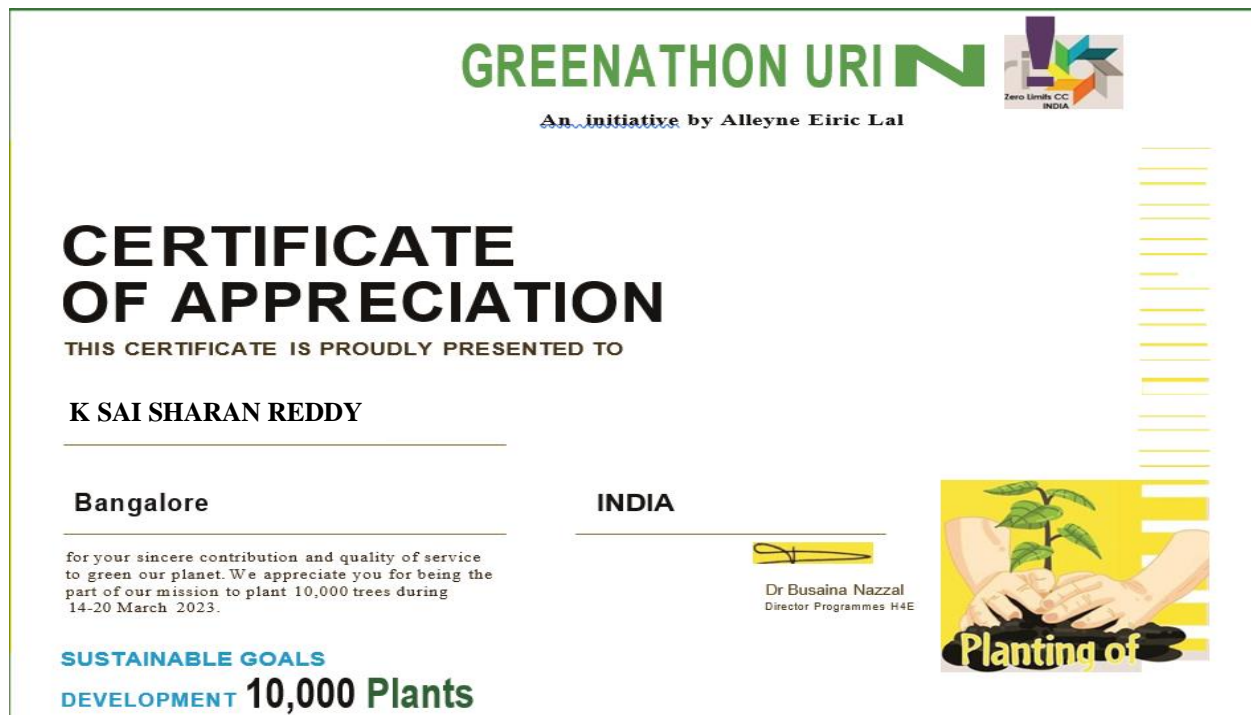 GREENATHON URI N
Zero Limits CC
INDIA
An initiative by Alleyne Eiric Lal
CERTIFICATE
OF APPRECIATION
THIS CERTIFICATE IS PROUDLY PRESENTED TO
K SAI SHARAN REDDY
Bangalore
INDIA
for your sincere contribution and quality of service
to green our planet. We appreciate you for being the
part of our mission to plant 10,000 trees during
14-20 March 2023.
Dr Busaina Nazzal
Director Programmes H4E
Planting of
SUSTAINABLE GOALS
DEVELOPMENT 10,000 Plants